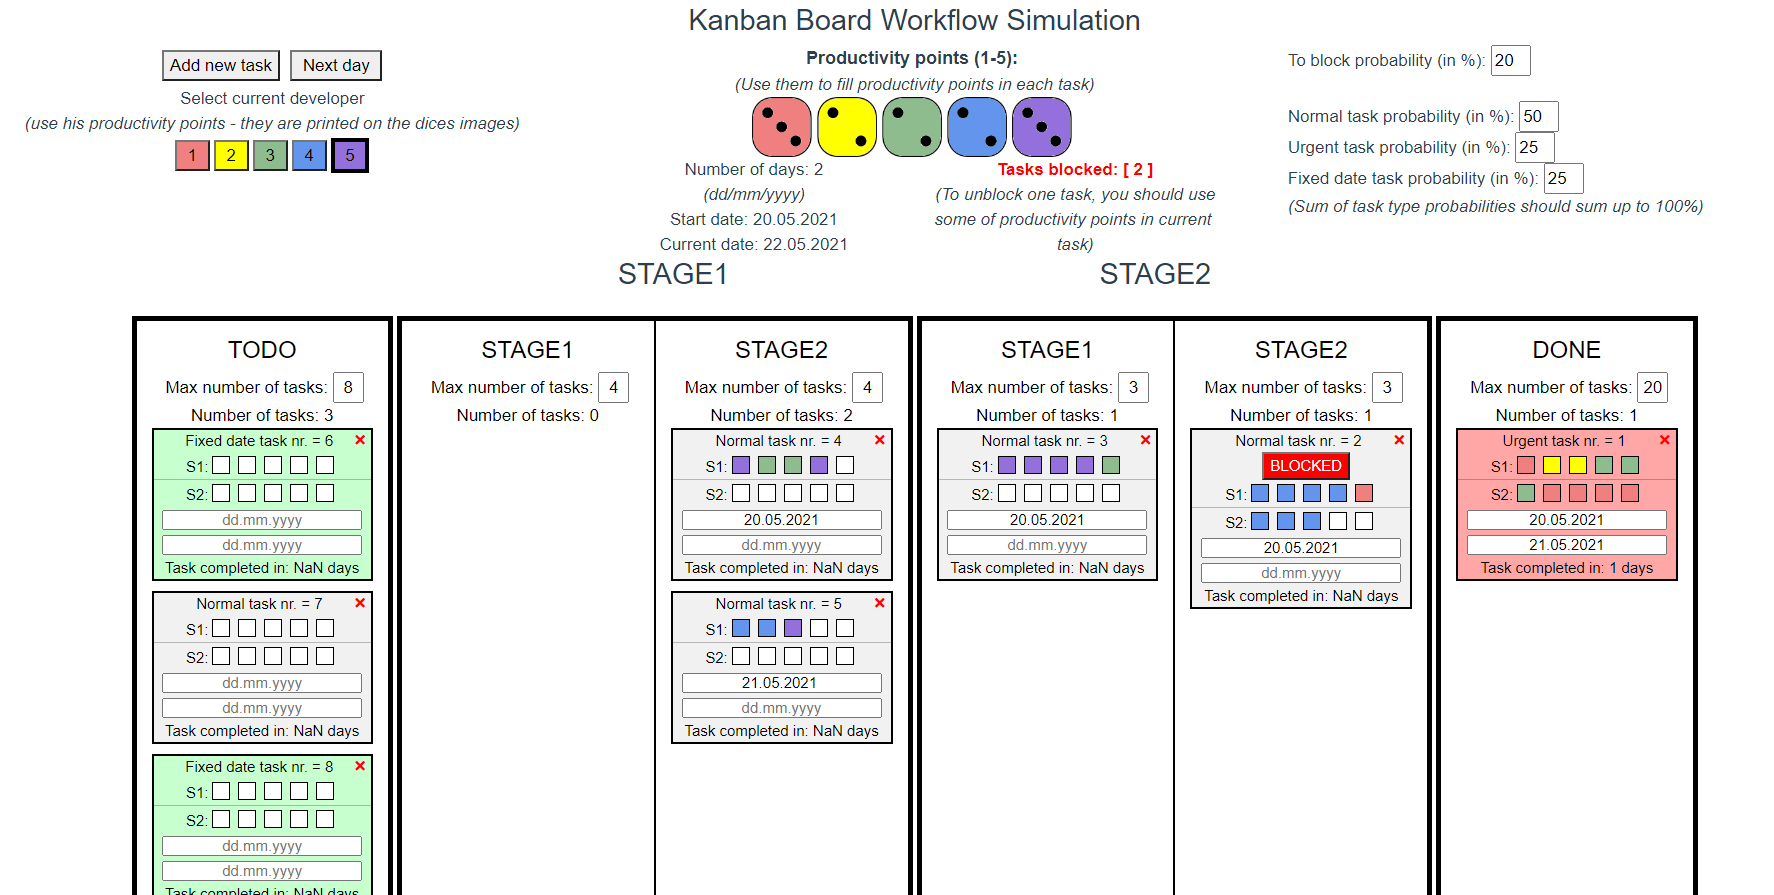 Kanban Board Workflow Simulation
Add new task
Next day
Select current developer
(use his productivity points - they are printed on the dices images)
1 2 3 4 5
Productivity points (1-5):
(Use them to fill productivity points in each task)
Number of days: 2
(dd/mm/yyyy)
Start date: 20.05.2021
Current date: 22.05.2021
Tasks blocked: [ 2 ]
(To unblock one task, you should use
some of productivity points in current
task)
To block probability (in %): 20
Normal task probability (in %): 50
Urgent task probability (in %): 25
Fixed date task probability (in %): 25
(Sum of task type probabilities should sum up to 100%)
STAGE1
STAGE2
TODO
Max number of tasks: 8
Number of tasks: 3
Fixed date task nr. = 6
S1:
S2:
dd.mm.yyyy
dd.mm.yyyy
Task completed in: NaN days
Normal task nr. = 7
S1:
S2:
dd.mm.yyyy
dd.mm.yyyy
Task completed in: NaN days
Fixed date task nr. = 8
S1:
S2:
dd.mm.yyyy
dd.mm.yyyy
Task completed in: NaN days
STAGE1
Max number of tasks: 4
Number of tasks: 0
STAGE2
Max number of tasks: 4
Number of tasks: 2
Normal task nr. = 4
S1:
S2:
20.05.2021
dd.mm.yyyy
Task completed in: NaN days
Normal task nr. = 5
S1:
S2:
21.05.2021
dd.mm.yyyy
Task completed in: NaN days
STAGE1
Max number of tasks: 3
Number of tasks: 1
Normal task nr. = 3
S1:
S2:
20.05.2021
dd.mm.yyyy
Task completed in: NaN days
STAGE2
Max number of tasks: 3
Number of tasks: 1
Normal task nr. = 2
BLOCKED
S1:
S2:
20.05.2021
dd.mm.yyyy
Task completed in: NaN days
DONE
Max number of tasks: 20
Number of tasks: 1
Urgent task nr. = 1
S1:
S2:
20.05.2021
21.05.2021
Task completed in: 1 days